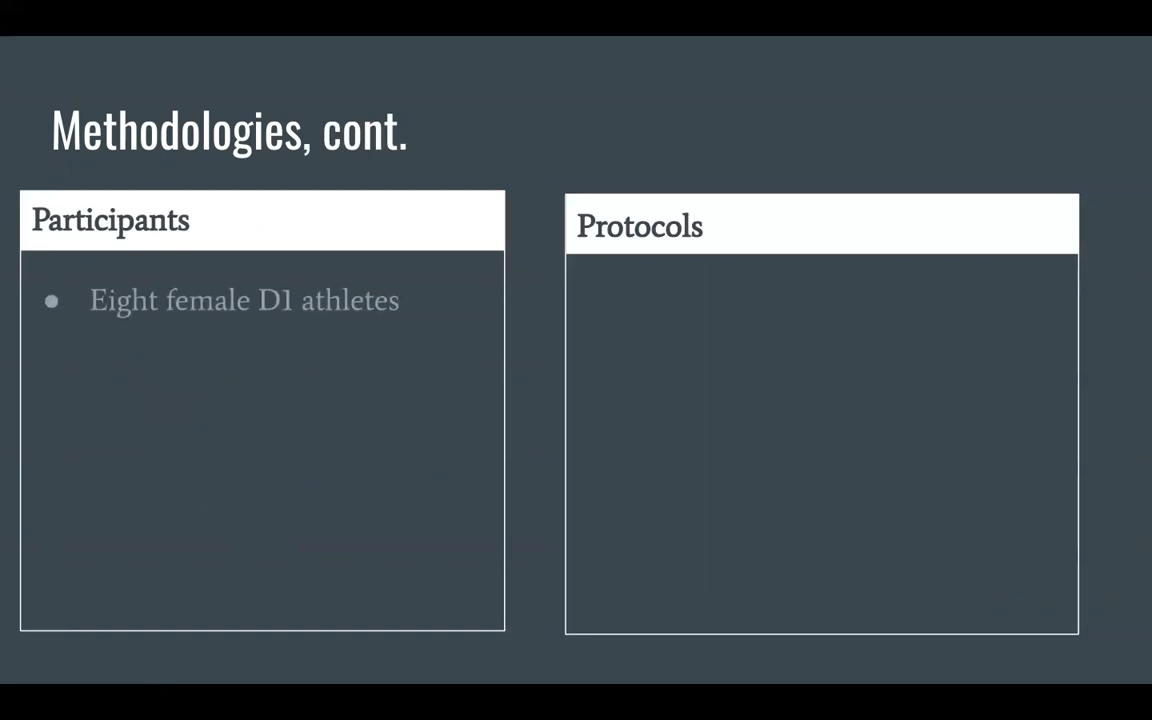 Methodologies, cont.
Participants
● Eight female D1 athletes
Protocols